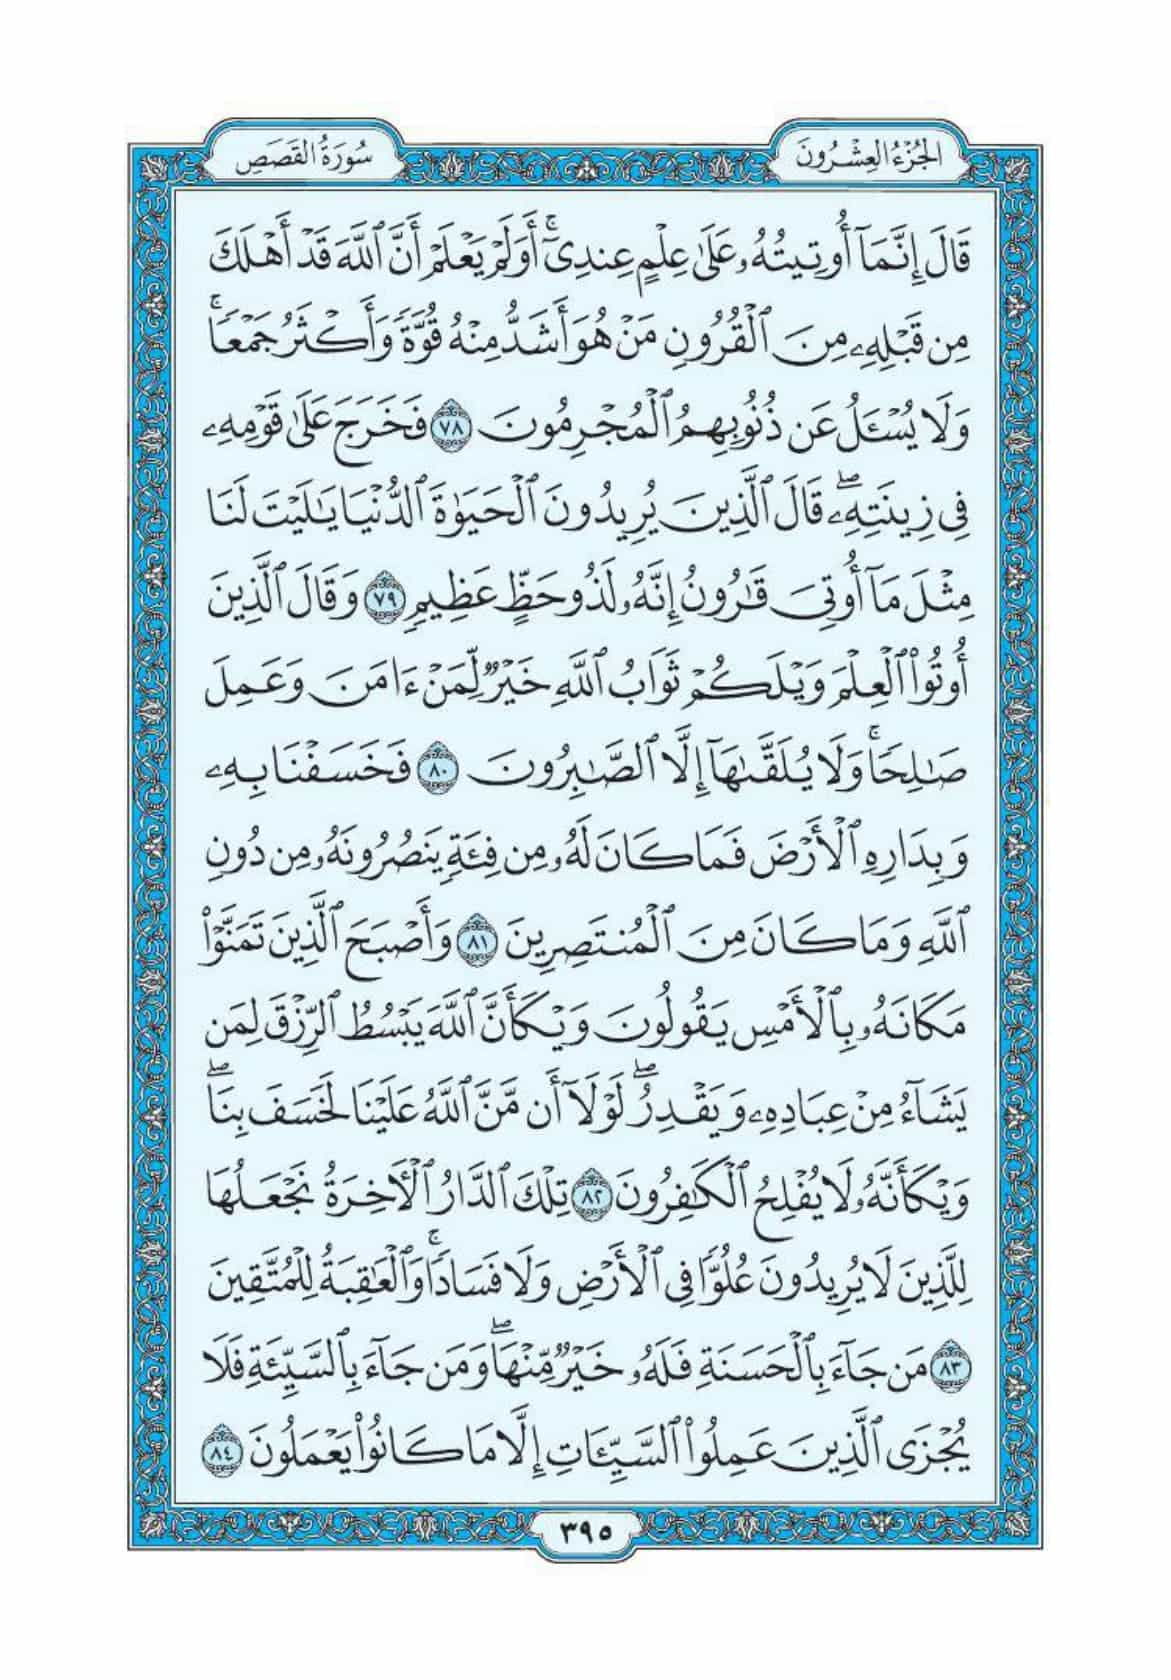 الجُزْءُ العِشْرُونَ
سُورَةُ القَصَصِ
قَالَ إِنَّمَآ أُوتِيتُهُۥ عَلَىٰ عِلْمٍ عِندِىٓۚ أَوَلَمْ يَعْلَمْ أَنَّ ٱللَّهَ قَدْ أَهْلَكَ
مِن قَبْلِهِۦ مِنَ ٱلْقُرُونِ مَنْ هُوَ أَشَدُّ مِنْهُ قُوَّةً وَأَكْثَرُ جَمْعًاۚ
وَلَا يُسْـَٔلُ عَن ذُنُوبِهِمُ ٱلْمُجْرِمُونَ ٧٨ فَخَرَجَ عَلَىٰ قَوْمِهِۦ
فِى زِينَتِهِۦۖ قَالَ ٱلَّذِينَ يُرِيدُونَ ٱلْحَيَوٰةَ ٱلدُّنْيَا يَـٰلَيْتَ لَنَا
مِثْلَ مَآ أُوتِىَ قَـٰرُونُ إِنَّهُۥ لَذُو حَظٍّ عَظِيمٍ ٧٩ وَقَالَ ٱلَّذِينَ
أُوتُوا۟ ٱلْعِلْمَ وَيْلَكُمْ ثَوَابُ ٱللَّهِ خَيْرٌ لِّمَنْ ءَامَنَ وَعَمِلَ
صَـٰلِحًاۚ وَلَا يُلَقَّىٰهَآ إِلَّا ٱلصَّـٰبِرُونَ ٨٠ فَخَسَفْنَا بِهِۦ
وَبِدَارِهِ ٱلْأَرْضَ فَمَا كَانَ لَهُۥ مِن فِئَةٍ يَنصُرُونَهُۥ مِن دُونِ
ٱللَّهِ وَمَا كَانَ مِنَ ٱلْمُنتَصِرِينَ ٨١ وَأَصْبَحَ ٱلَّذِينَ تَمَنَّوْا۟
مَكَانَهُۥ بِٱلْأَمْسِ يَقُولُونَ وَيْكَأَنَّ ٱللَّهَ يَبْسُطُ ٱلرِّزْقَ لِمَن
يَشَآءُ مِنْ عِبَادِهِۦ وَيَقْدِرُۖ لَوْلَآ أَن مَّنَّ ٱللَّهُ عَلَيْنَا لَخَسَفَ بِنَاۖ
وَيْكَأَنَّهُۥ لَا يُفْلِحُ ٱلْكَـٰفِرُونَ ٨٢ تِلْكَ ٱلدَّارُ ٱلْـَٔاخِرَةُ نَجْعَلُهَا
لِلَّذِينَ لَا يُرِيدُونَ عُلُوًّا فِى ٱلْأَرْضِ وَلَا فَسَادًاۚ وَٱلْعَـٰقِبَةُ لِلْمُتَّقِينَ
٨٣ مَن جَآءَ بِٱلْحَسَنَةِ فَلَهُۥ خَيْرٌ مِّنْهَاۖ وَمَن جَآءَ بِٱلسَّيِّئَةِ فَلَا
يُجْزَى ٱلَّذِينَ عَمِلُوا۟ ٱلسَّيِّـَٔاتِ إِلَّا مَا كَانُوا۟ يَعْمَلُونَ ٨٤
٣٩٥